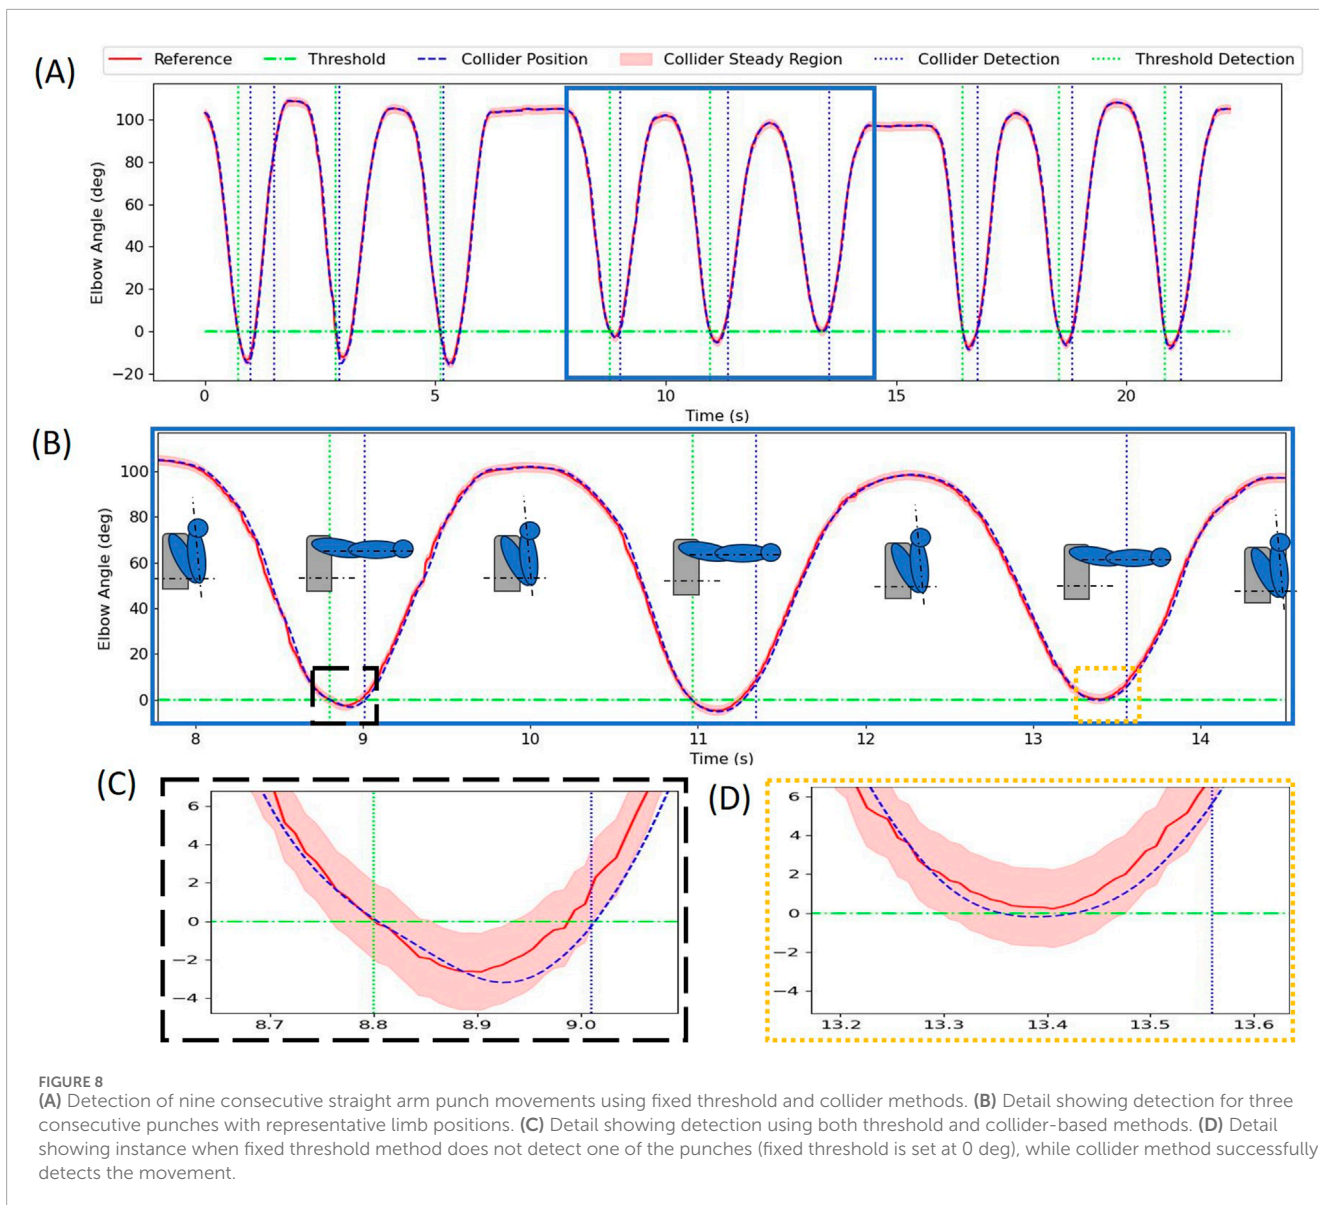 (A)
Reference Threshold Collider Position Collider Steady Region Collider Detection Threshold Detection
100
80
60
40
20
0
−20
Elbow Angle (deg)
0 5 10 15 20
Time (s)
(B)
100
80
60
40
20
0
Elbow Angle (deg)
8 9 10 11 12 13 14
Time (s)
(C)
6
4
2
0
−2
−4
8.7 8.8 8.9 9.0
(D)
6
4
2
0
−2
−4
13.2 13.3 13.4 13.5 13.6
FIGURE 8
(A) Detection of nine consecutive straight arm punch movements using fixed threshold and collider methods. (B) Detail showing detection for three
consecutive punches with representative limb positions. (C) Detail showing detection using both threshold and collider-based methods. (D) Detail
showing instance when fixed threshold method does not detect one of the punches (fixed threshold is set at 0 deg), while collider method successfully
detects the movement.